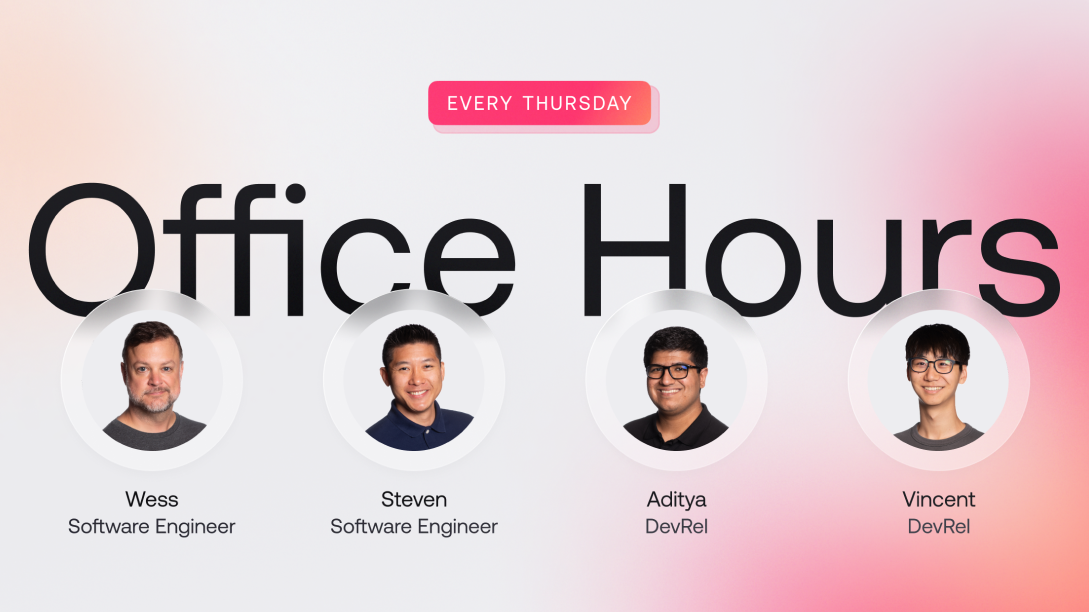 EVERY THURSDAY
Office Hours
Wess
Software Engineer
Steven
Software Engineer
Aditya
DevRel
Vincent
DevRel